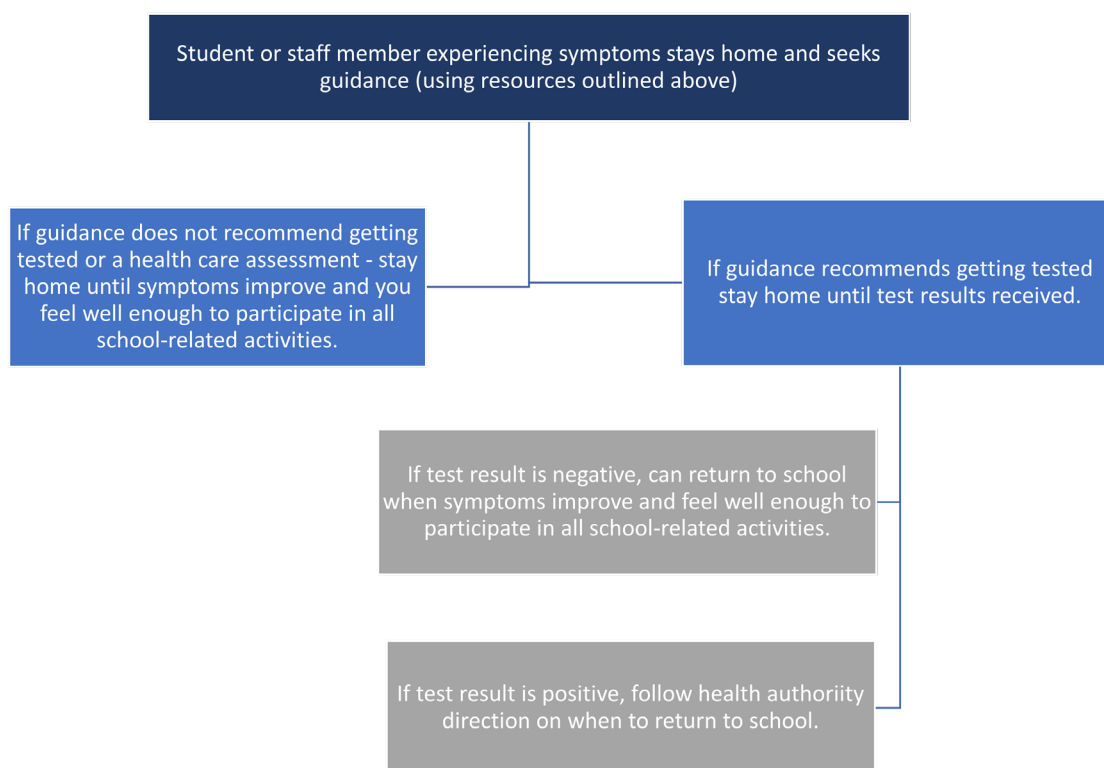 Student or staff member experiencing symptoms stays home and seeks
guidance (using resources outlined above)
If guidance does not recommend getting
tested or a health care assessment - stay
home until symptoms improve and you
feel well enough to participate in all
school-related activities.
If guidance recommends getting tested
stay home until test results received.
If test result is negative, can return to school
when symptoms improve and feel well enough to
participate in all school-related activities.
If test result is positive, follow health authoriity
direction on when to return to school.